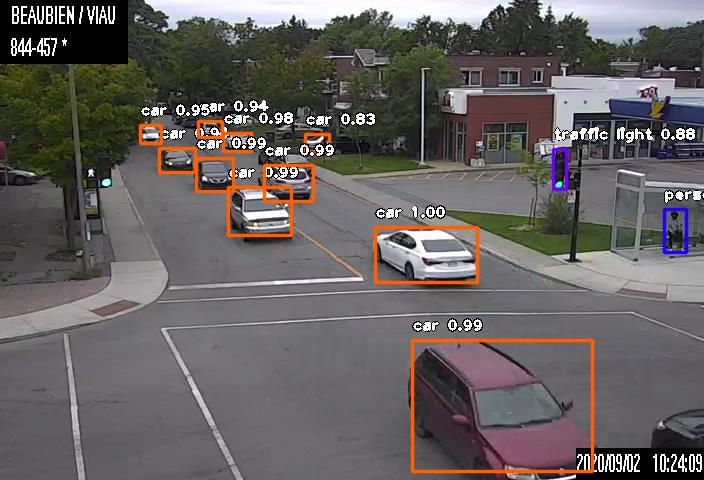 BEAUBIEN / VIAU
844-457 *
car 0.95
car 0.94
car 0.98
car 0.83
car 0.99
car 0.99
car 0.99
traffic light 0.88
car 1.00
car 0.99
2020/09/02 10:24:09